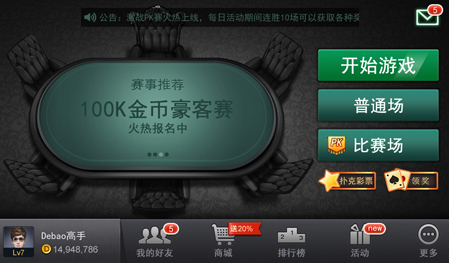 公告：激战PK赛火热上线，每日活动期间连胜10场可以获取各种奖
5
赛事推荐
100K金币豪客赛
火热报名中
开始游戏
普通场
PK 比赛场
扑克彩票
领奖
Debao高手
Lv7
D 14,948,786
5
我的好友
送20%
商城
2 1 3
排行榜
new
活动
更多